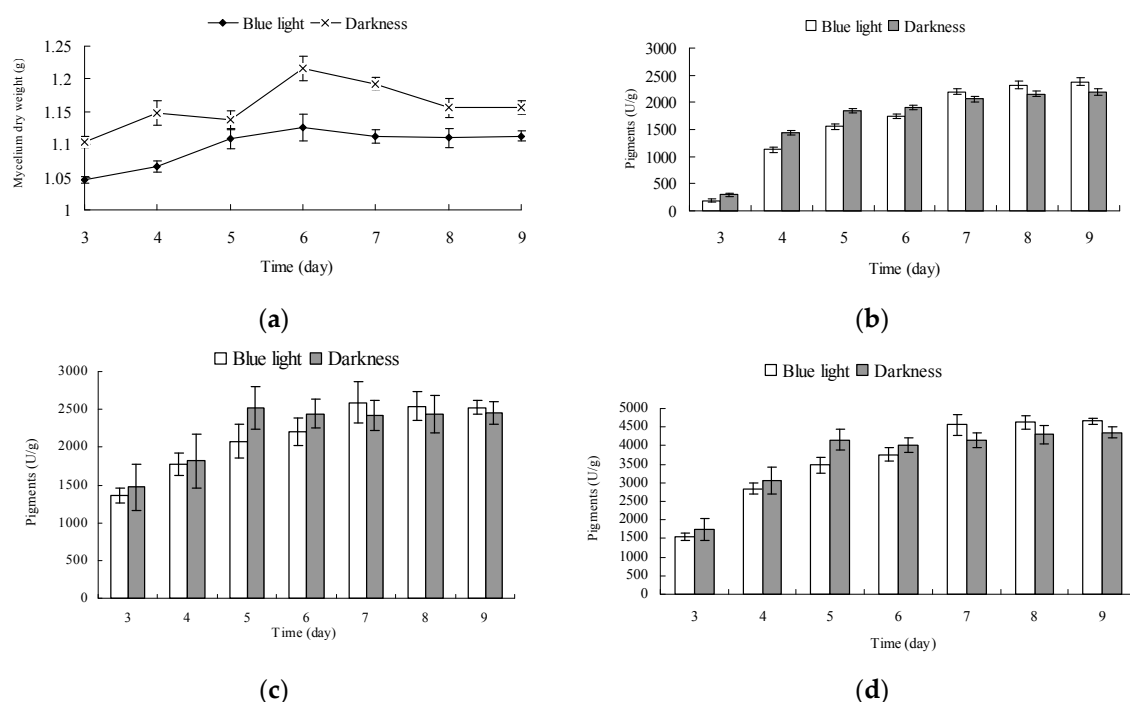 Blue light Darkness
Mycelium dry weight (g)
1.25
1.2
1.15
1.1
1.05
1
3 4 5 6 7 8 9
Time (day)
(a)
Blue light Darkness
Pigments (U/g)
3000
2500
2000
1500
1000
500
0
3 4 5 6 7 8 9
Time (day)
(b)
Blue light Darkness
Pigments (U/g)
3000
2500
2000
1500
1000
500
0
3 4 5 6 7 8 9
Time (day)
(c)
Blue light Darkness
Pigments (U/g)
5000
4500
4000
3500
3000
2500
2000
1500
1000
500
0
3 4 5 6 7 8 9
Time (day)
(d)